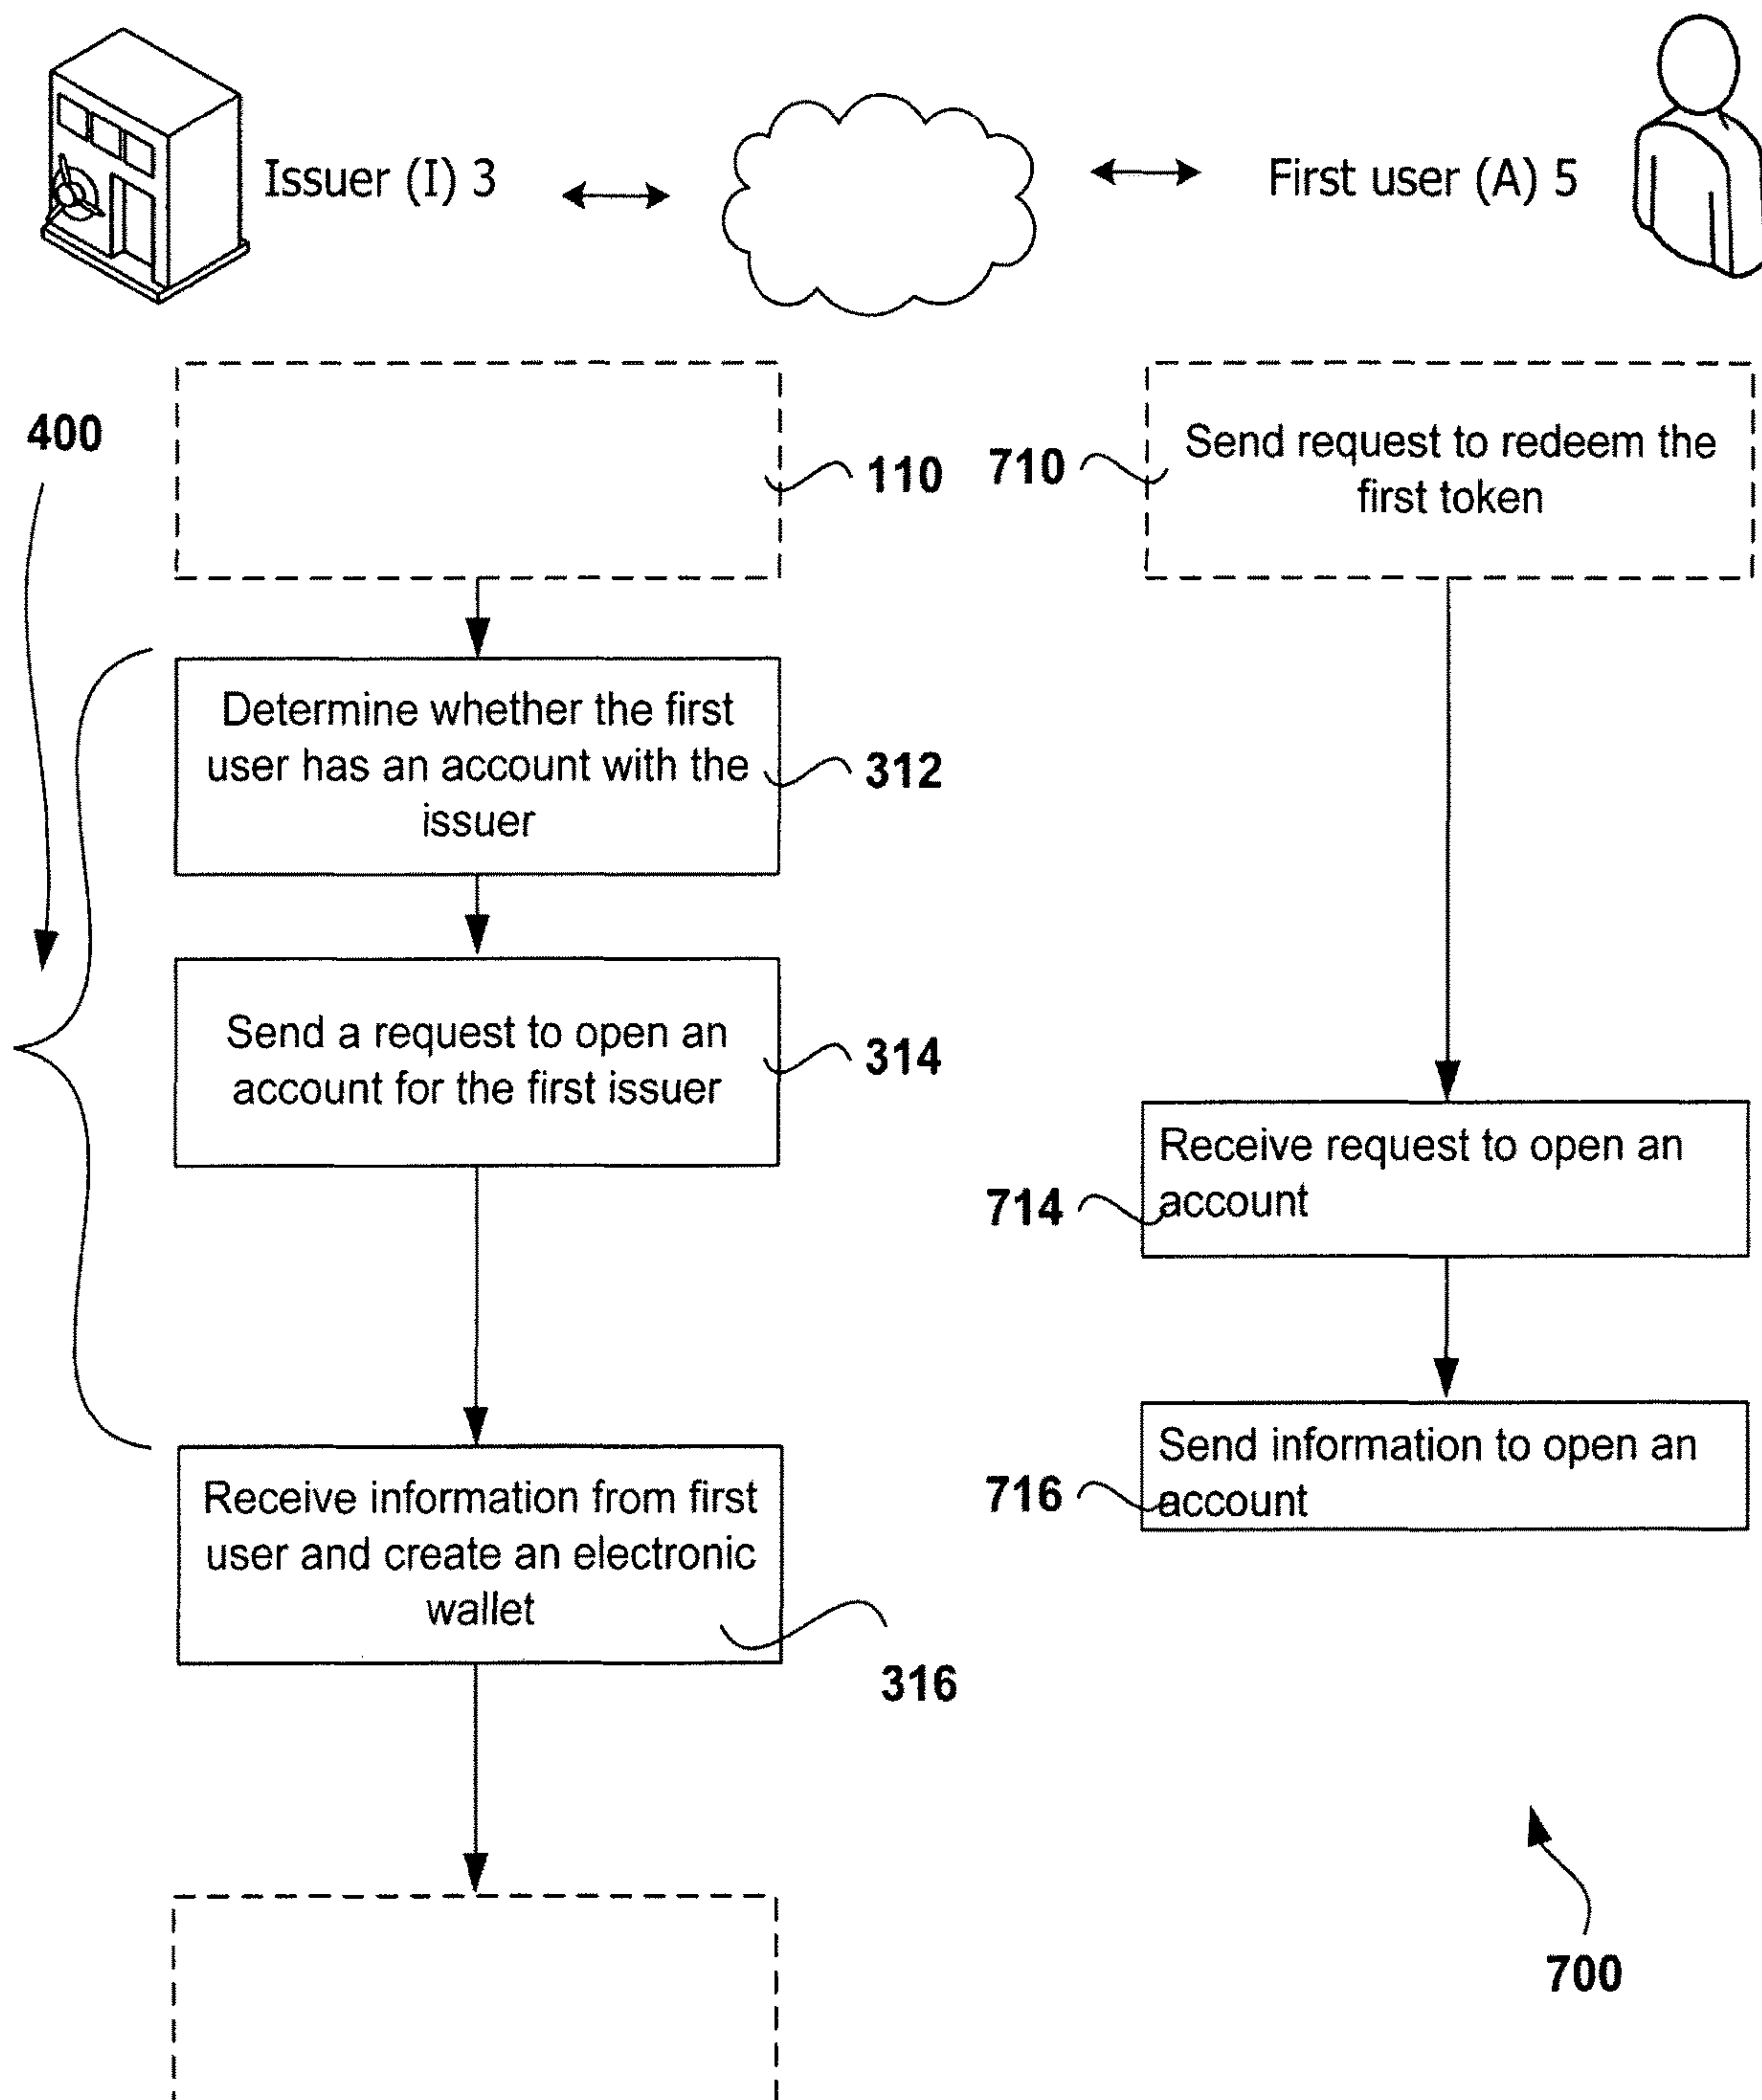 Issuer (I) 3
First user (A) 5
400
110
710
Send request to redeem the
first token
Determine whether the first
user has an account with the
issuer
312
Send a request to open an
account for the first issuer
314
Receive request to open an
account
714
Send information to open an
account
716
Receive information from first
user and create an electronic
wallet
316
700